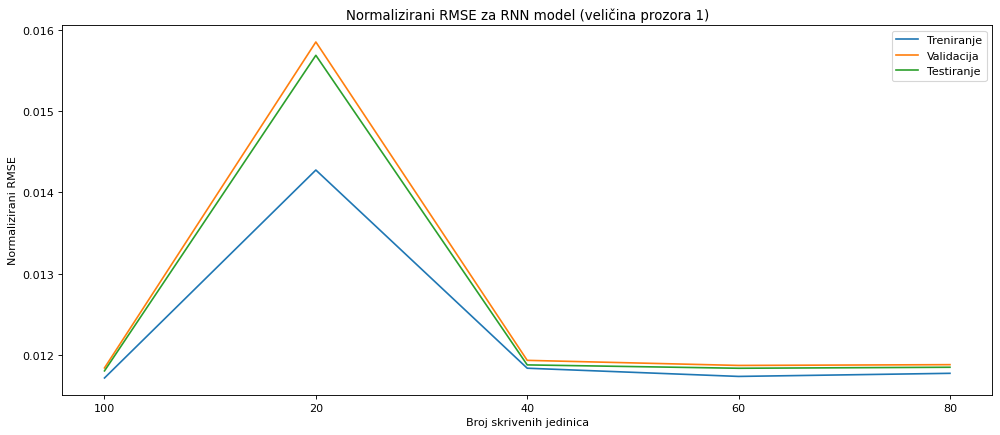 Normalizirani RMSE za RNN model (veličina prozora 1)
Treniranje
Validacija
Testiranje
Normalizirani RMSE
0.016
0.015
0.014
0.013
0.012
100 20 40 60 80
Broj skrivenih jedinica